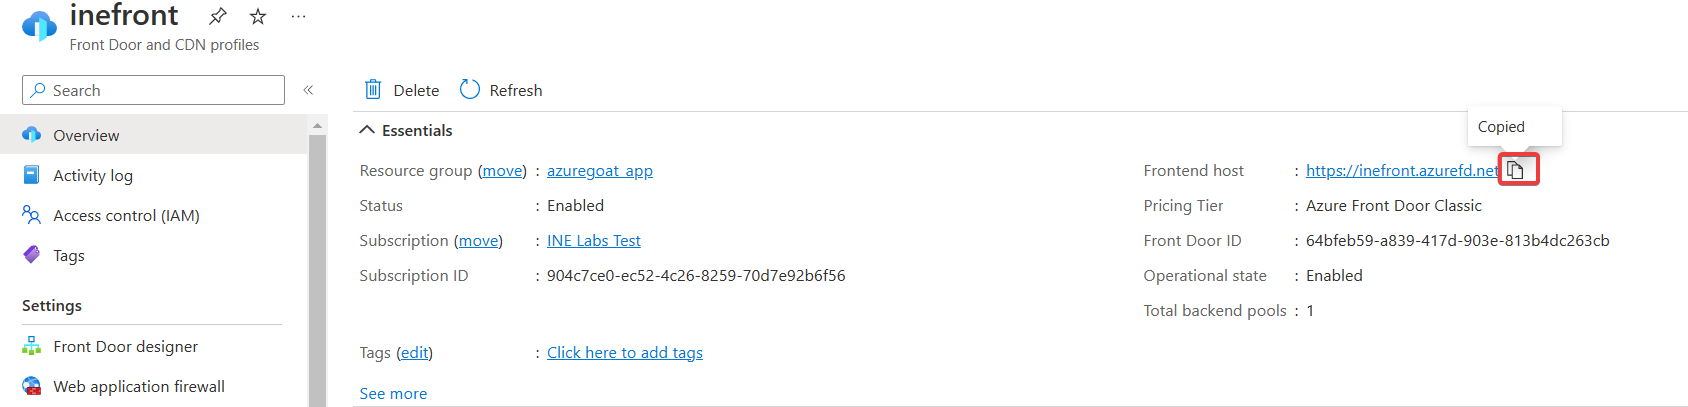 inefront
Front Door and CDN profiles
Search
«
Overview
Activity log
Access control (IAM)
Tags
Settings
Front Door designer
Web application firewall
Delete Refresh
Essentials
Copied
Resource group (move) : azuregoat_app
Status : Enabled
Subscription (move) : INE Labs Test
Subscription ID : 904c7ce0-ec52-4c26-8259-70d7e92b6f56
Frontend host : https://inefront.azurefd.net
Pricing Tier : Azure Front Door Classic
Front Door ID : 64bfeb59-a839-417d-903e-813b4dc263cb
Operational state : Enabled
Total backend pools : 1
Tags (edit) : Click here to add tags
See more